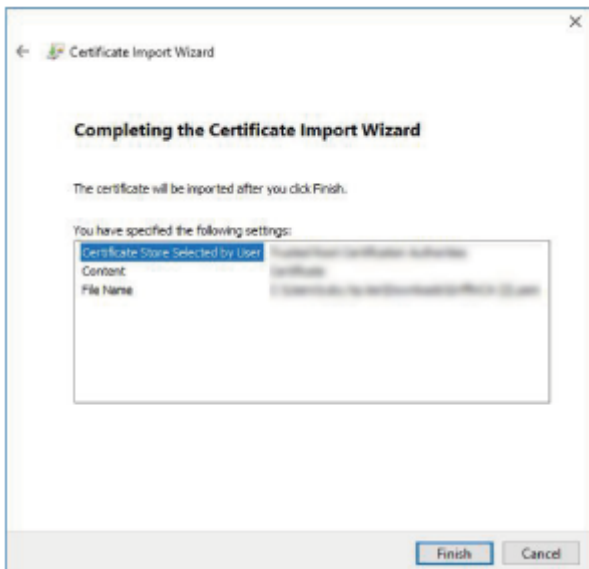 Certificate Import Wizard
Completing the Certificate Import Wizard
The certificate will be imported after you click Finish.
You have specified the following settings:
Certificate Store Selected by User
Content
File Name
Finish Cancel